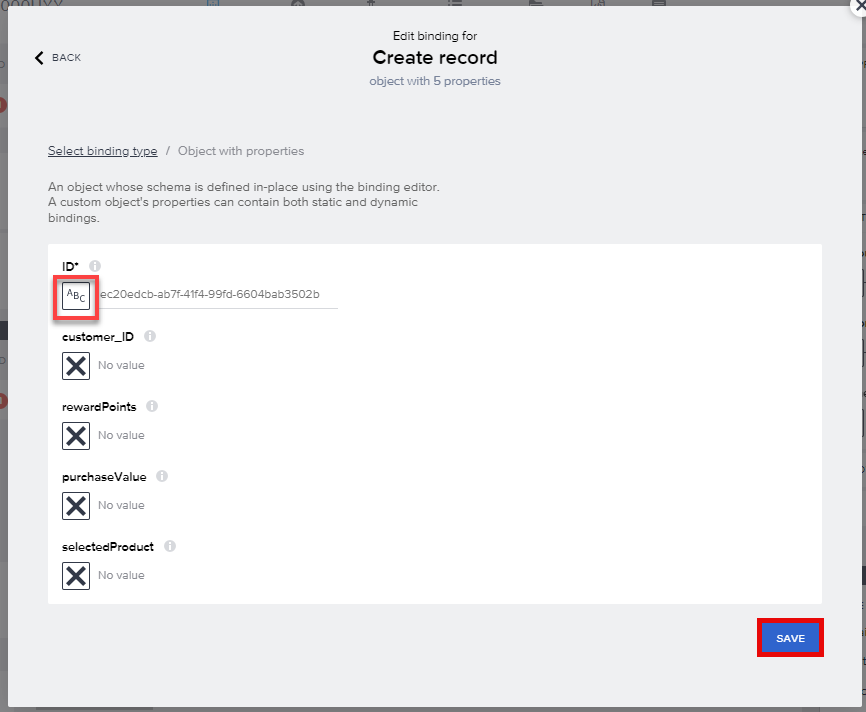 Edit binding for
BACK
Create record
object with 5 properties
Select binding type / Object with properties
An object whose schema is defined in-place using the binding editor.
A custom object's properties can contain both static and dynamic
bindings.
ID*
ABC
ec20edcb-ab7f-41f4-99fd-6604bab3502b
customer_ID
No value
rewardPoints
No value
purchaseValue
No value
selectedProduct
No value
SAVE